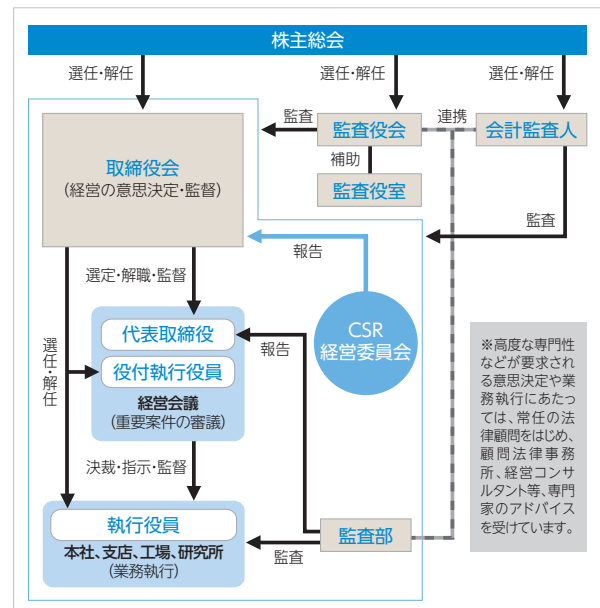 株主総会
選任・解任
選任・解任
選任・解任
監査
監査役会
連携
会計監査人
取締役会
(経営の意思決定・監督)
補助
監査役室
監査
報告
選定・解職・監督
CSR
経営委員会
代表取締役
報告
選任・解任
役付執行役員
経営会議
(重要案件の審議)
決裁・指示・監督
執行役員
本社、支店、工場、研究所
(業務執行)
監査
監査部
※高度な専門性
などが要求され
る意思決定や業
務執行にあたっ
ては、常任の法
律顧問をはじめ、
顧問法律事務
所、経営コンサ
ルタント等、専門
家のアドバイス
を受けています。